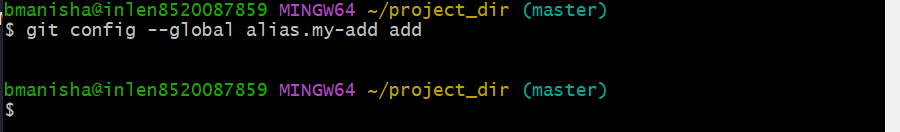 bmanisha@inlen8520087859 MINGW64 ~/project_dir (master)
$ git config --global alias.my-add add
bmanisha@inlen8520087859 MINGW64 ~/project_dir (master)
$